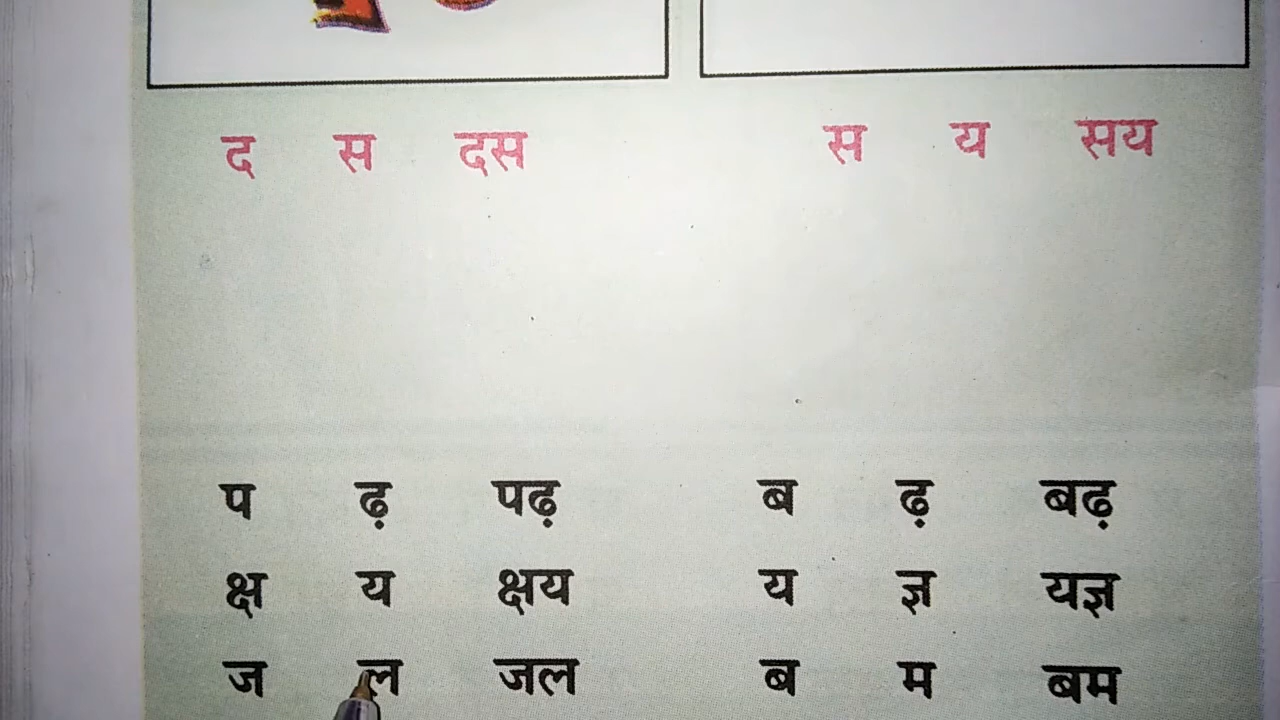 द स दस स य सय
प ढ़ पढ़ ब ढ़ बढ़
क्ष य क्षय य ज्ञ यज्ञ
ज ल जल ब म बम